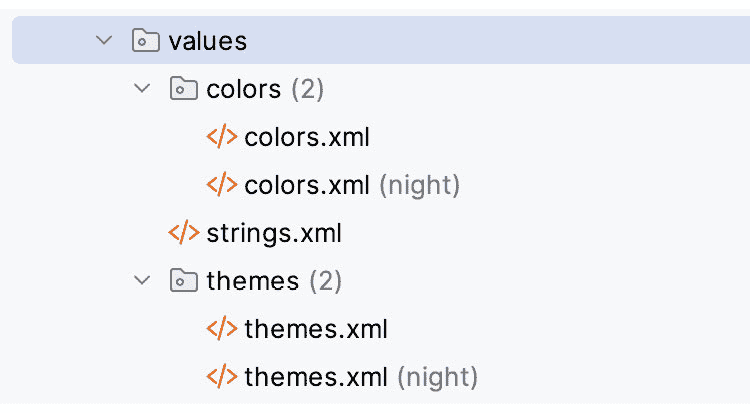 values
colors (2)
colors.xml
colors.xml (night)
strings.xml
themes (2)
themes.xml
themes.xml (night)